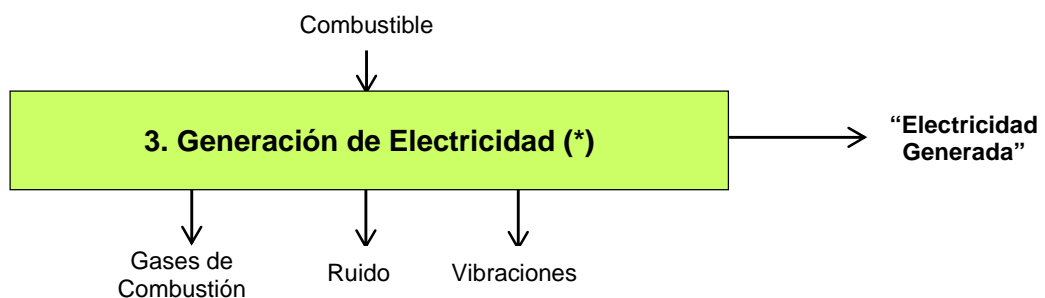 Combustible
3. Generación de Electricidad (*)
“Electricidad
Generada”
Gases de
Combustión
Ruido
Vibraciones